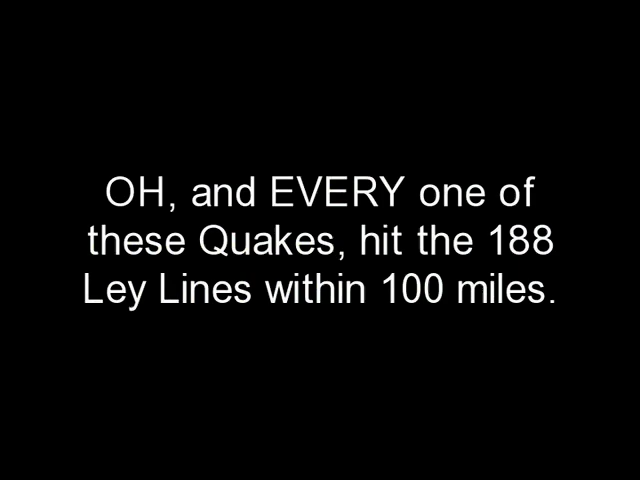 OH, and EVERY one of
these Quakes, hit the 188
Ley Lines within 100 miles.